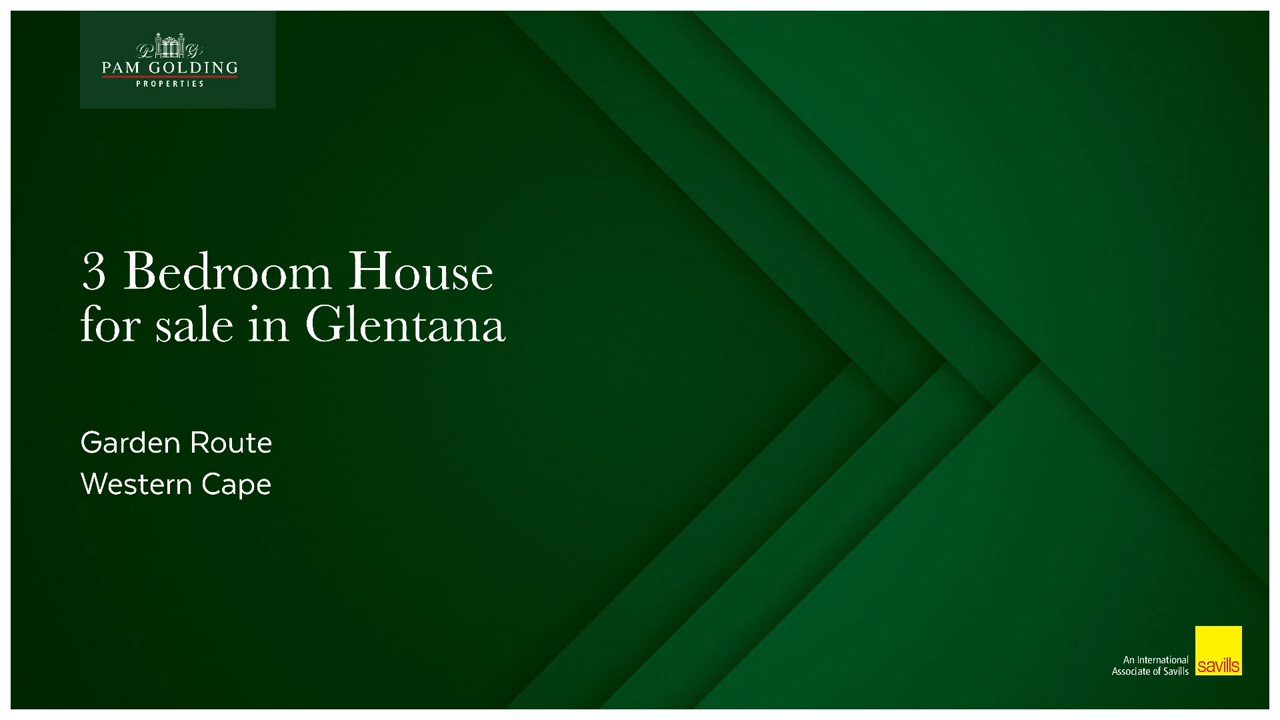 PAM GOLDING
PROPERTIES
3 Bedroom House
for sale in Glentana
Garden Route
Western Cape
An International
Associate of Savills
savills